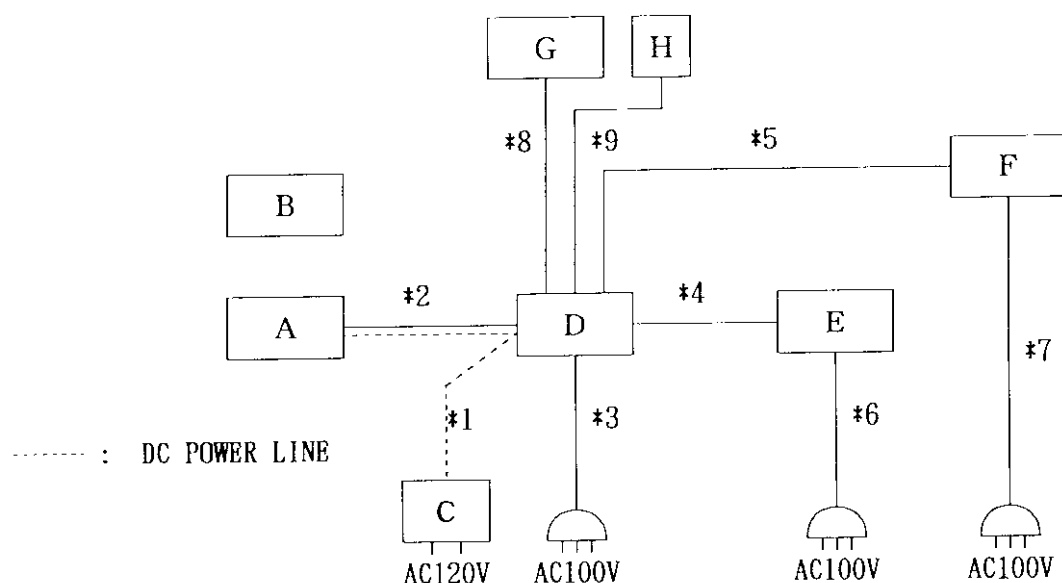 G H
*8 *9 *5
F
B
*2 *4
A D E
*7
*1 *3 *6
------ : DC POWER LINE
C
AC120V AC100V AC100V AC100V